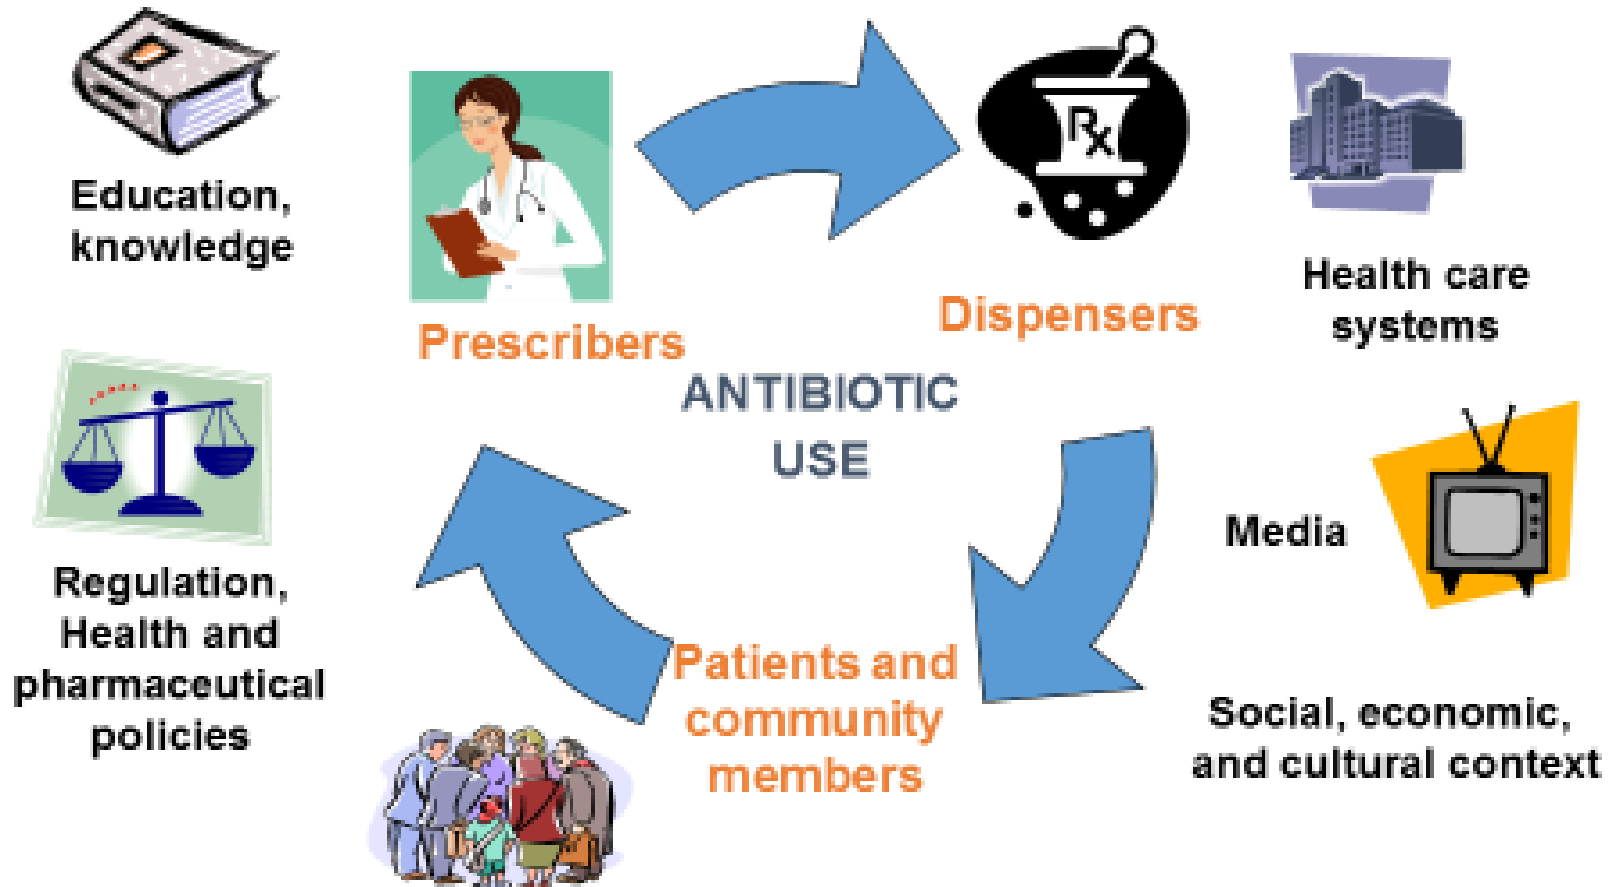 Education,
knowledge
Prescribers
Rx
Dispensers
Health care
systems
ANTIBIOTIC
USE
Regulation,
Health and
pharmaceutical
policies
Media
Patients and
community
members
Social, economic,
and cultural context